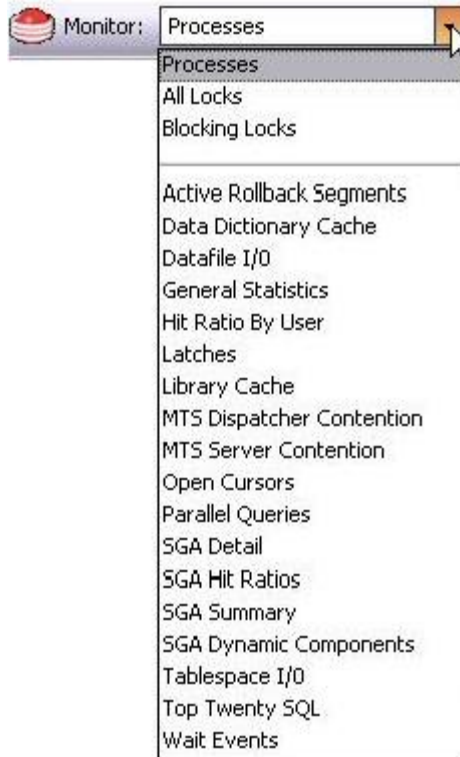 Monitor: Processes
Processes
All Locks
Blocking Locks
Active Rollback Segments
Data Dictionary Cache
Datafile I/O
General Statistics
Hit Ratio By User
Latches
Library Cache
MTS Dispatcher Contention
MTS Server Contention
Open Cursors
Parallel Queries
SGA Detail
SGA Hit Ratios
SGA Summary
SGA Dynamic Components
Tablespace I/O
Top Twenty SQL
Wait Events